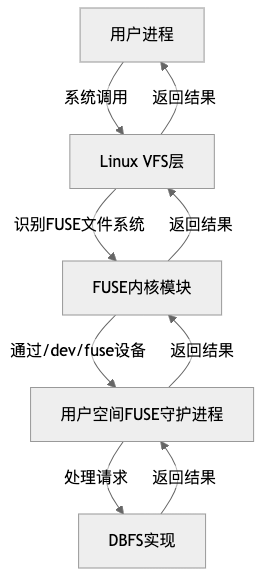 用户进程
系统调用
返回结果
Linux VFS层
识别FUSE文件系统
返回结果
FUSE内核模块
通过/dev/fuse设备
返回结果
用户空间FUSE守护进程
处理请求
返回结果
DBFS实现